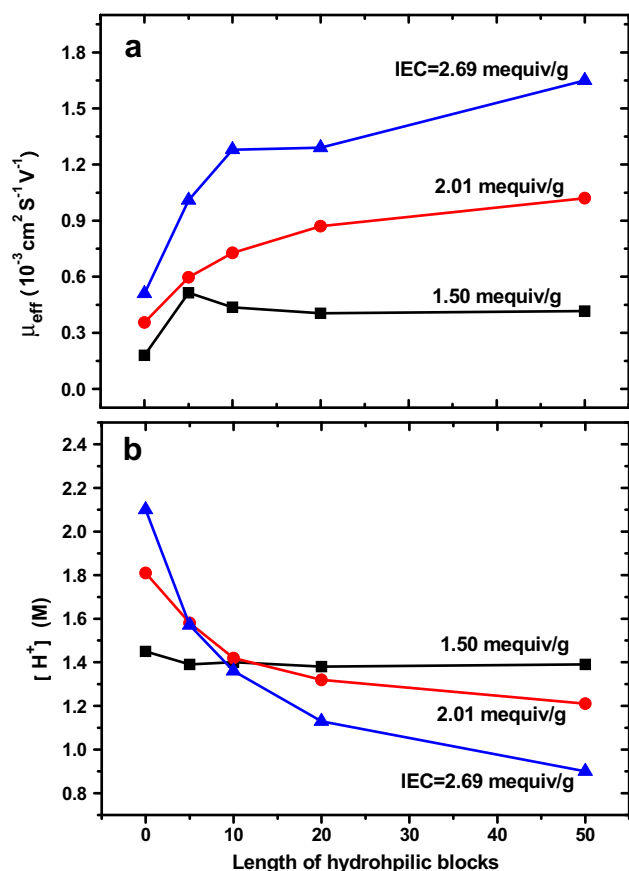 a
IEC=2.69 mequiv/g
2.01 mequiv/g
1.50 mequiv/g
1.8
1.5
1.2
0.9
0.6
0.3
0.0
μeff ( 10⁻³ cm² S⁻¹ V⁻¹)
b
1.50 mequiv/g
2.01 mequiv/g
IEC=2.69 mequiv/g
2.4
2.2
2.0
1.8
1.6
1.4
1.2
1.0
0.8
[ H⁺] (M)
0 10 20 30 40 50
Length of hydrohpilic blocks